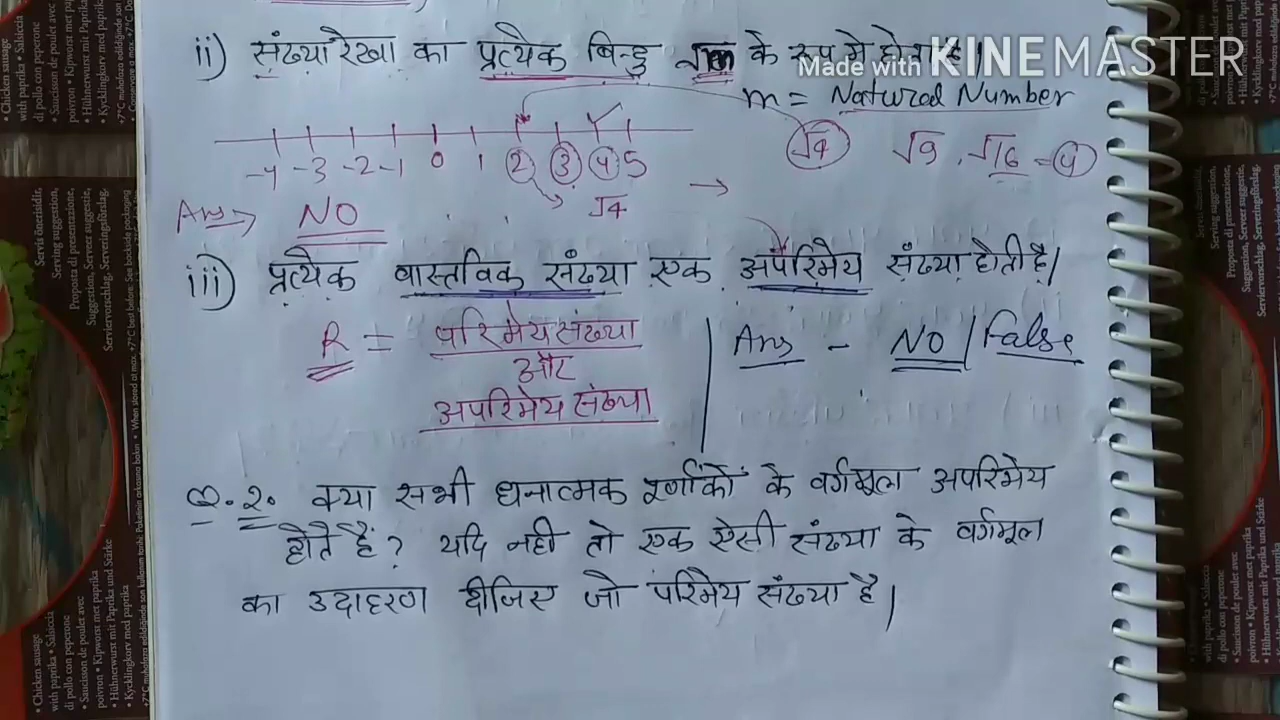 ii) संख्या रेखा का प्रत्येक बिन्दु √m के रूप मे होता है।
Made with KINEMASTER
m = Natural Number
-4 -3 -2 -1 0 1 2 3 4 5
√4 √9 , √16 = 4
√4
Ans → NO
iii) प्रत्येक वास्तविक संख्या एक अपरिमेय संख्या होती है।
R = परिमेय संख्या
और
अपरिमेय संख्या
Ans - NO / False
Q.2. क्या सभी धनात्मक पूर्णांकों के वर्गमूल अपरिमेय
होते हैं? यदि नही तो एक ऐसी संख्या के वर्गमूल
का उदाहरण दीजिए जो परिमेय संख्या है।